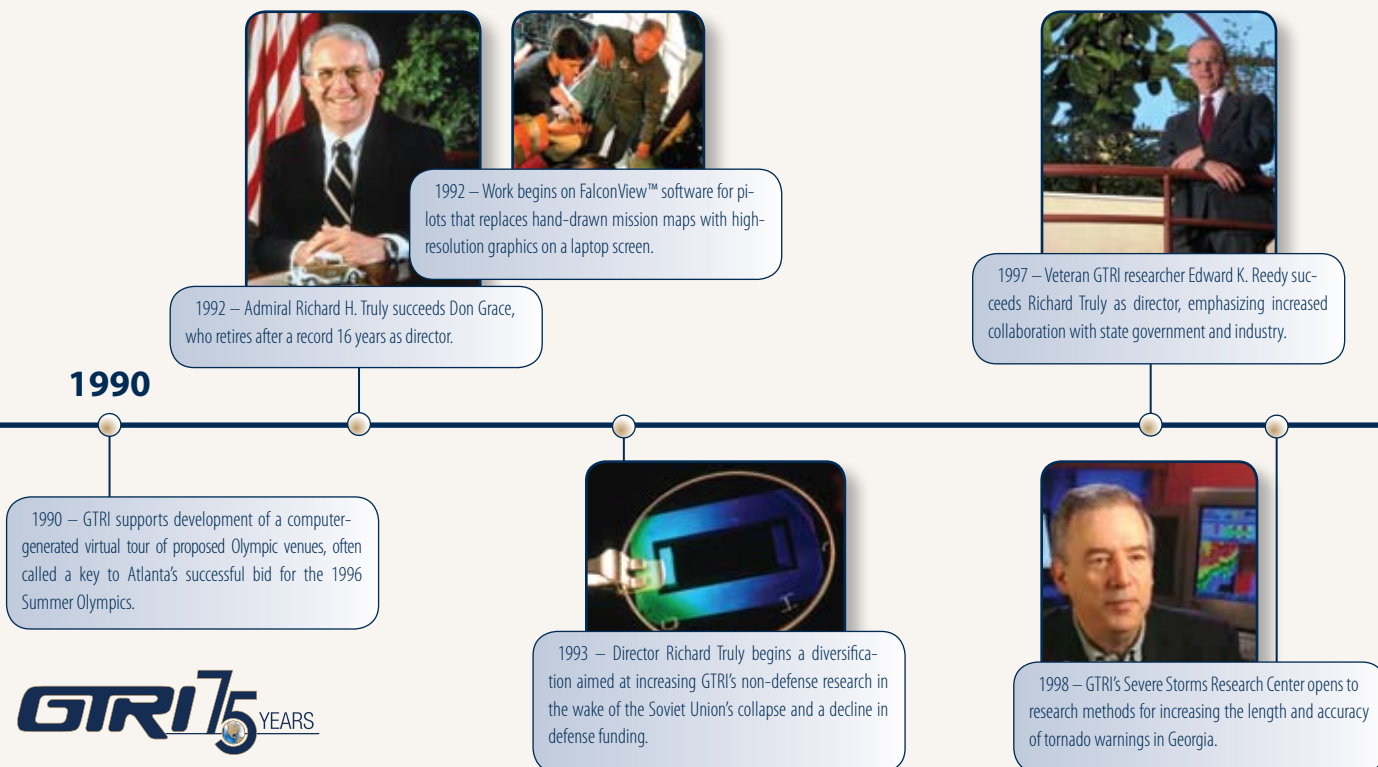 1992 – Work begins on FalconView™ software for pi-
lots that replaces hand-drawn mission maps with high-
resolution graphics on a laptop screen.
1992 – Admiral Richard H. Truly succeeds Don Grace,
who retires after a record 16 years as director.
1997 – Veteran GTRI researcher Edward K. Reedy suc-
ceeds Richard Truly as director, emphasizing increased
collaboration with state government and industry.
1990
1990 – GTRI supports development of a computer-
generated virtual tour of proposed Olympic venues, often
called a key to Atlanta's successful bid for the 1996
Summer Olympics.
1993 – Director Richard Truly begins a diversifica-
tion aimed at increasing GTRI's non-defense research in
the wake of the Soviet Union's collapse and a decline in
defense funding.
1998 – GTRI's Severe Storms Research Center opens to
research methods for increasing the length and accuracy
of tornado warnings in Georgia.
GTRI 75 YEARS